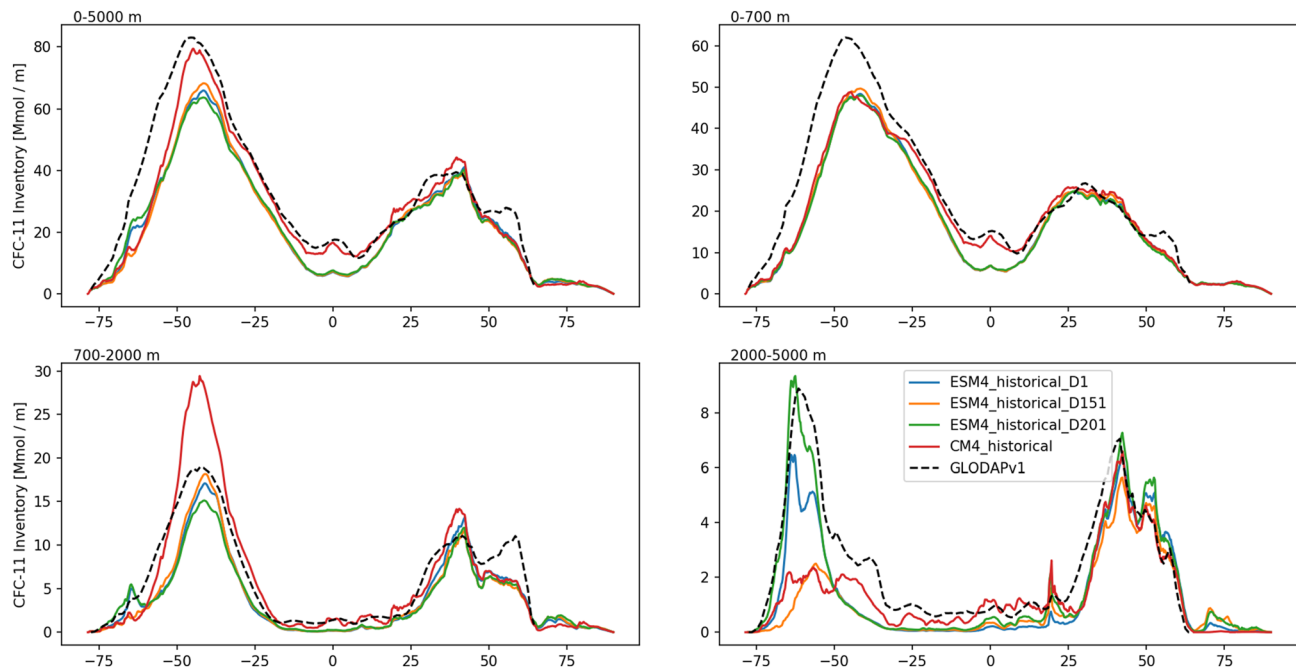 0-5000 m
CFC-11 Inventory [Mmol / m]
80
60
40
20
0
−75 −50 −25 0 25 50 75
0-700 m
60
50
40
30
20
10
0
−75 −50 −25 0 25 50 75
700-2000 m
CFC-11 Inventory [Mmol / m]
30
25
20
15
10
5
0
−75 −50 −25 0 25 50 75
2000-5000 m
8
6
4
2
0
−75 −50 −25 0 25 50 75
ESM4_historical_D1
ESM4_historical_D151
ESM4_historical_D201
CM4_historical
GLODAPv1